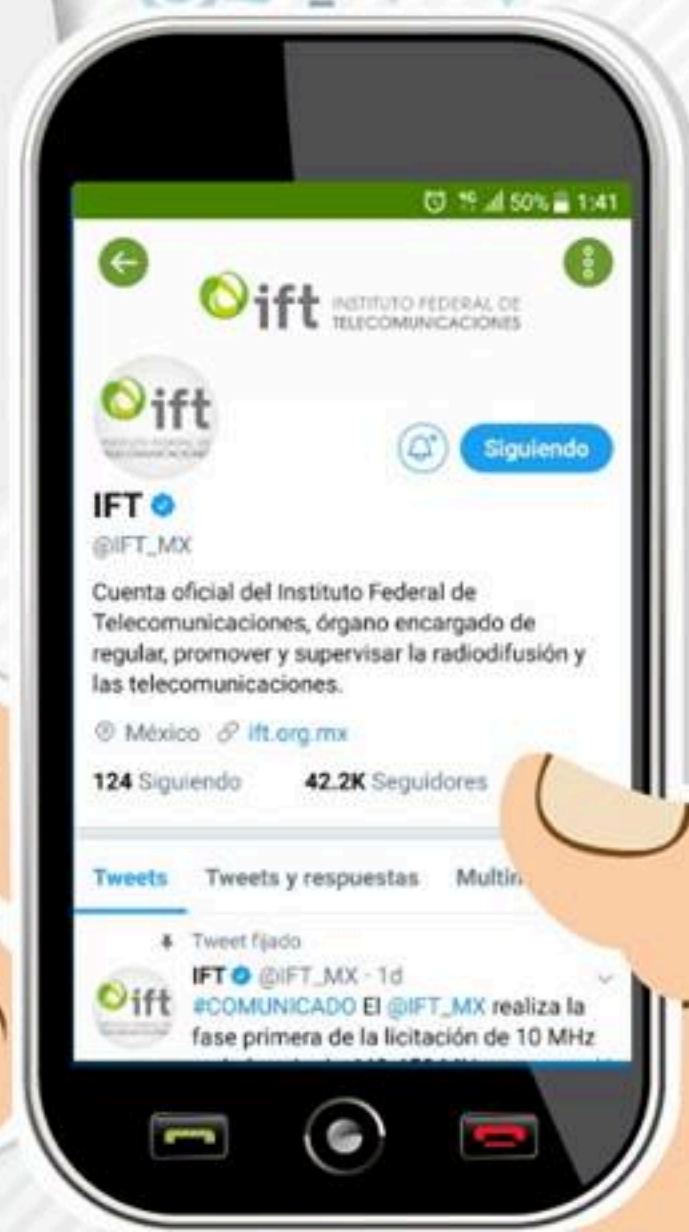 50% 1:41
ift INSTITUTO FEDERAL DE
TELECOMUNICACIONES
ift
Siguiendo
IFT
@IFT_MX
Cuenta oficial del Instituto Federal de
Telecomunicaciones, órgano encargado de
regular, promover y supervisar la radiodifusión y
las telecomunicaciones.
México ift.org.mx
124 Siguiendo 42.2K Seguidores
Tweets Tweets y respuestas
Tweet fijado
IFT @IFT_MX · 1d
ift #COMUNICADO El @IFT_MX realiza la
fase primera de la licitación de 10 MHz